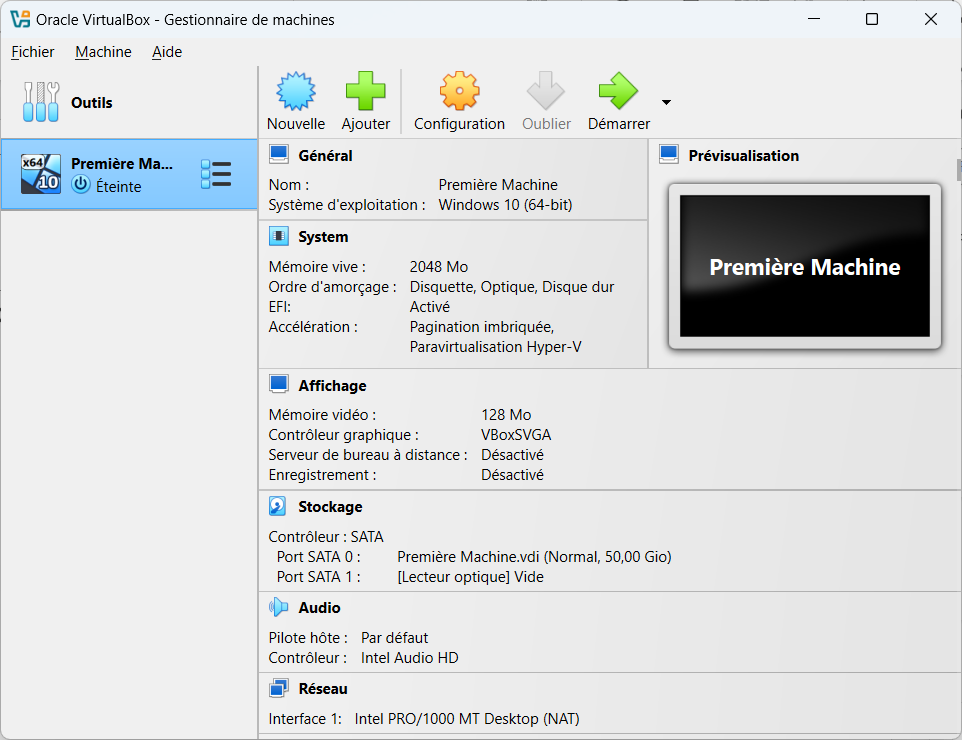 Oracle VirtualBox - Gestionnaire de machines
Fichier Machine Aide
Outils
Nouvelle Ajouter Configuration Oublier Démarrer
x64
10
Première Ma...
Éteinte
Général
Nom : Première Machine
Système d'exploitation : Windows 10 (64-bit)
System
Mémoire vive : 2048 Mo
Ordre d'amorçage : Disquette, Optique, Disque dur
EFI: Activé
Accélération : Pagination imbriquée,
Paravirtualisation Hyper-V
Prévisualisation
Première Machine
Affichage
Mémoire vidéo : 128 Mo
Contrôleur graphique : VBoxSVGA
Serveur de bureau à distance : Désactivé
Enregistrement : Désactivé
Stockage
Contrôleur : SATA
Port SATA 0 : Première Machine.vdi (Normal, 50,00 Gio)
Port SATA 1 : [Lecteur optique] Vide
Audio
Pilote hôte : Par défaut
Contrôleur : Intel Audio HD
Réseau
Interface 1: Intel PRO/1000 MT Desktop (NAT)